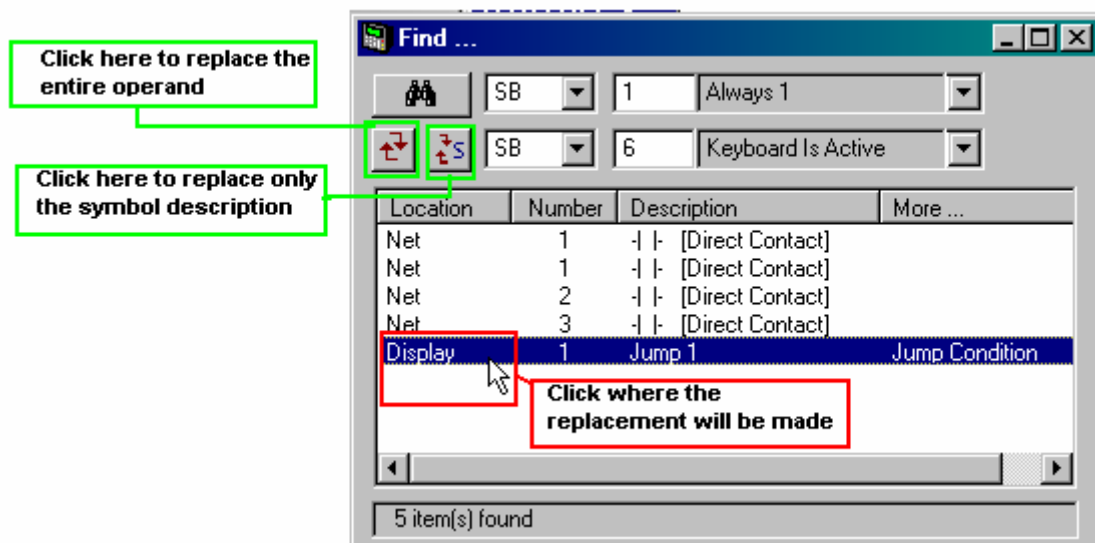 Find ...
Click here to replace the
entire operand
SB 1 Always 1
S SB 6 Keyboard Is Active
Click here to replace only
the symbol description
Location Number Description More ...
Net 1 -| |- [Direct Contact]
Net 1 -| |- [Direct Contact]
Net 2 -| |- [Direct Contact]
Net 3 -| |- [Direct Contact]
Display 1 Jump 1 Jump Condition
Click where the
replacement will be made
5 item(s) found